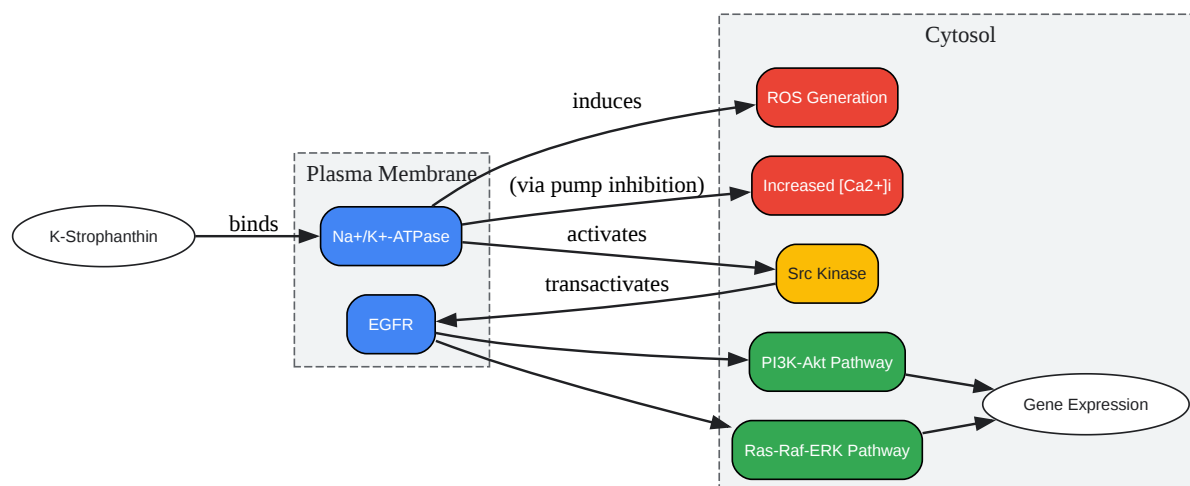 Cytosol
ROS Generation
induces
Plasma Membrane
(via pump inhibition)
Increased [Ca2+]i
K-Strophanthin
binds
Na+/K+-ATPase
activates
Src Kinase
transactivates
EGFR
PI3K-Akt Pathway
Gene Expression
Ras-Raf-ERK Pathway